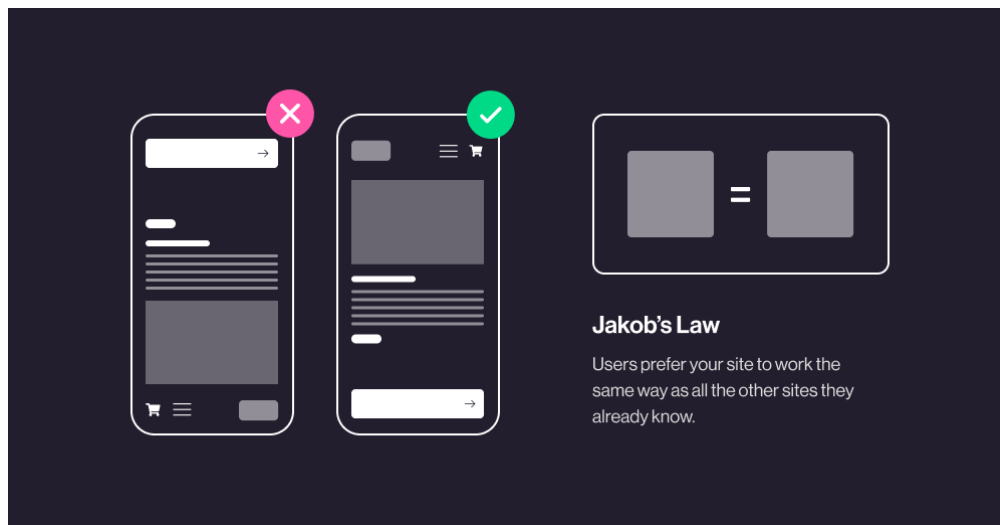 Jakob’s Law
Users prefer your site to work the
same way as all the other sites they
already know.